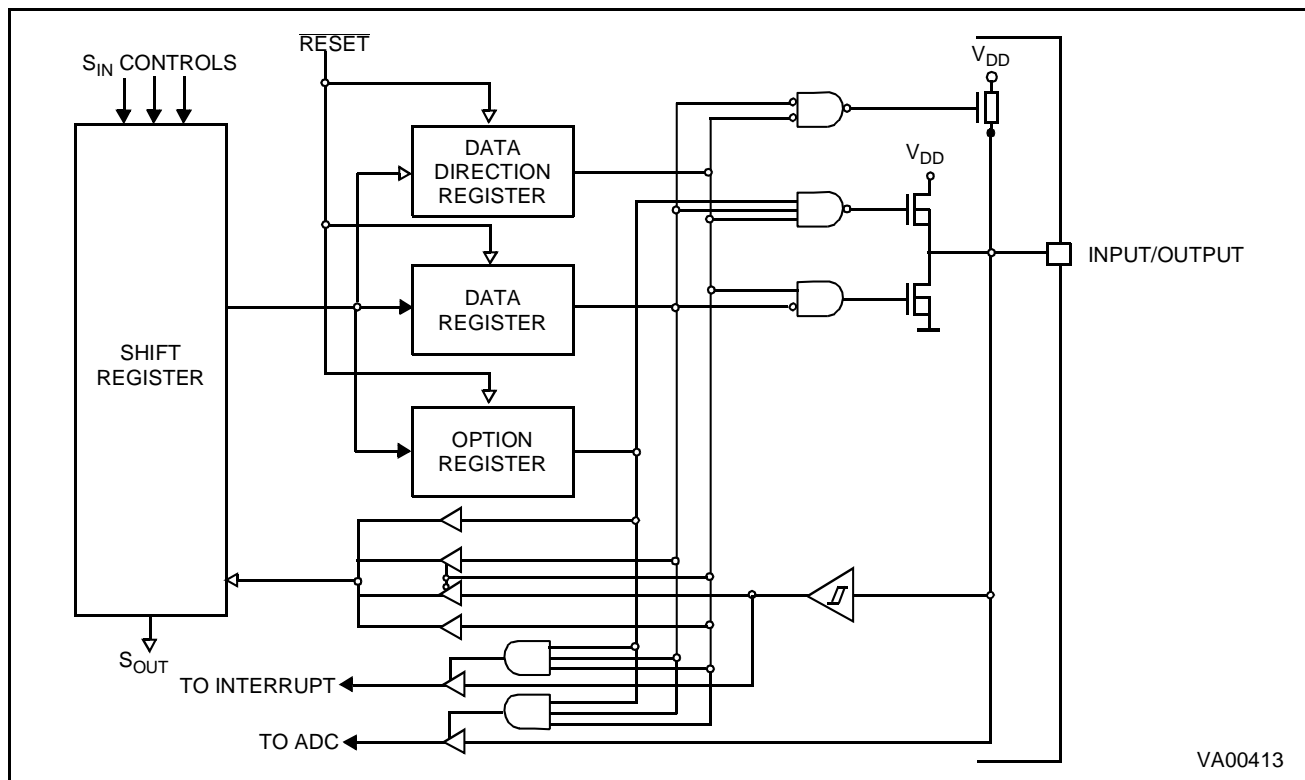 RESET
S_IN CONTROLS
V_DD
DATA
DIRECTION
REGISTER
V_DD
INPUT/OUTPUT
DATA
REGISTER
SHIFT
REGISTER
OPTION
REGISTER
S_OUT
TO INTERRUPT
TO ADC
VA00413